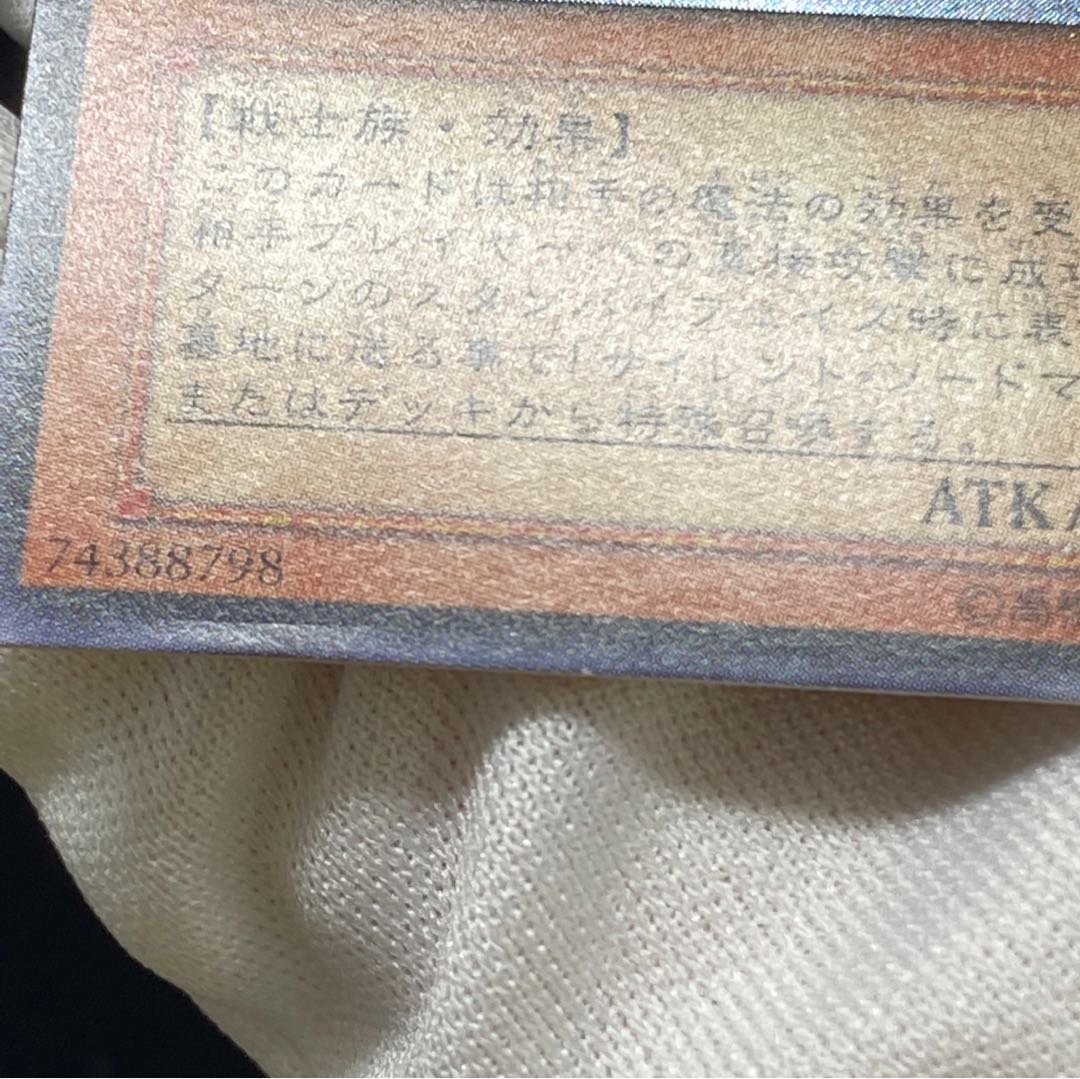 【戦士族・効果】
このカードは相手の魔法の効果を受
相手プレイヤーへの直接攻撃に成功
ターンのスタンバイフェイズ時に表
墓地に送る事で「サイレント・ソードマ
またはデッキから特殊召喚する。
ATK
74388798
©高橋